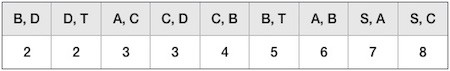 B, D D, T A, C C, D C, B B, T A, B S, A S, C
2 2 3 3 4 5 6 7 8